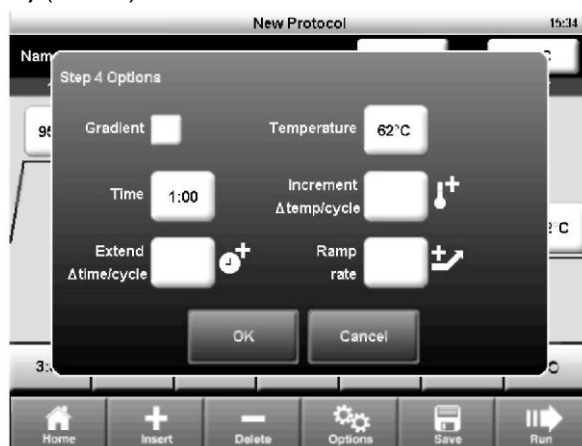 New Protocol
15:34
Nam
Step 4 Options
Gradient
Temperature
62°C
Time
1:00
Increment
Δtemp/cycle
Extend
Δtime/cycle
Ramp
rate
OK
Cancel
Home
Insert
Delete
Options
Save
Run